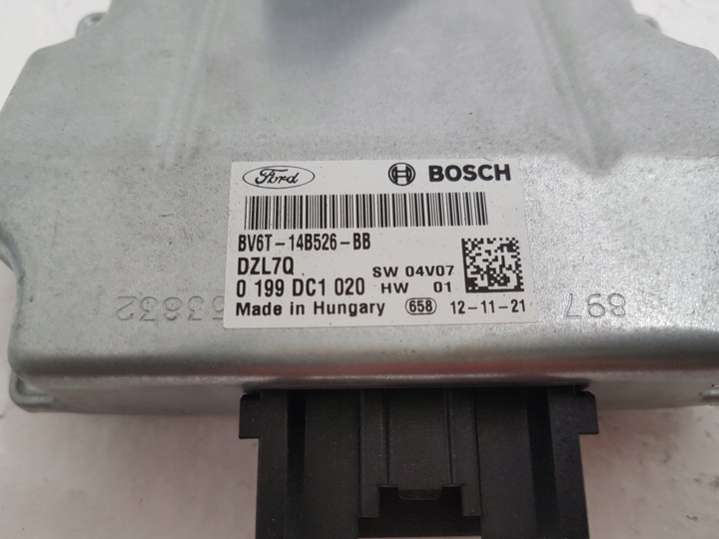 Ford BOSCH
BV6T-14B526-BB
DZL7Q SW 04V07
0 199 DC1 020 HW 01
Made in Hungary 658 12-11-21
897